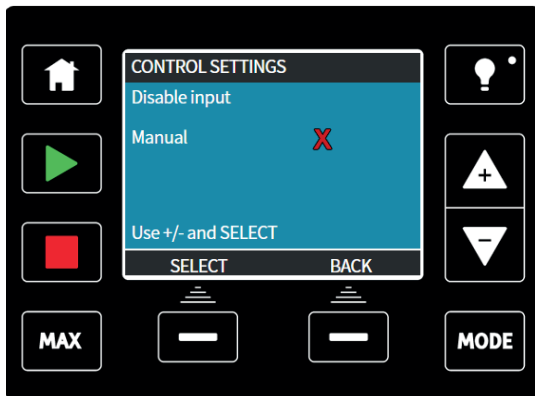 CONTROL SETTINGS
Disable input
Manual X
Use +/- and SELECT
SELECT BACK
+
-
MAX
MODE